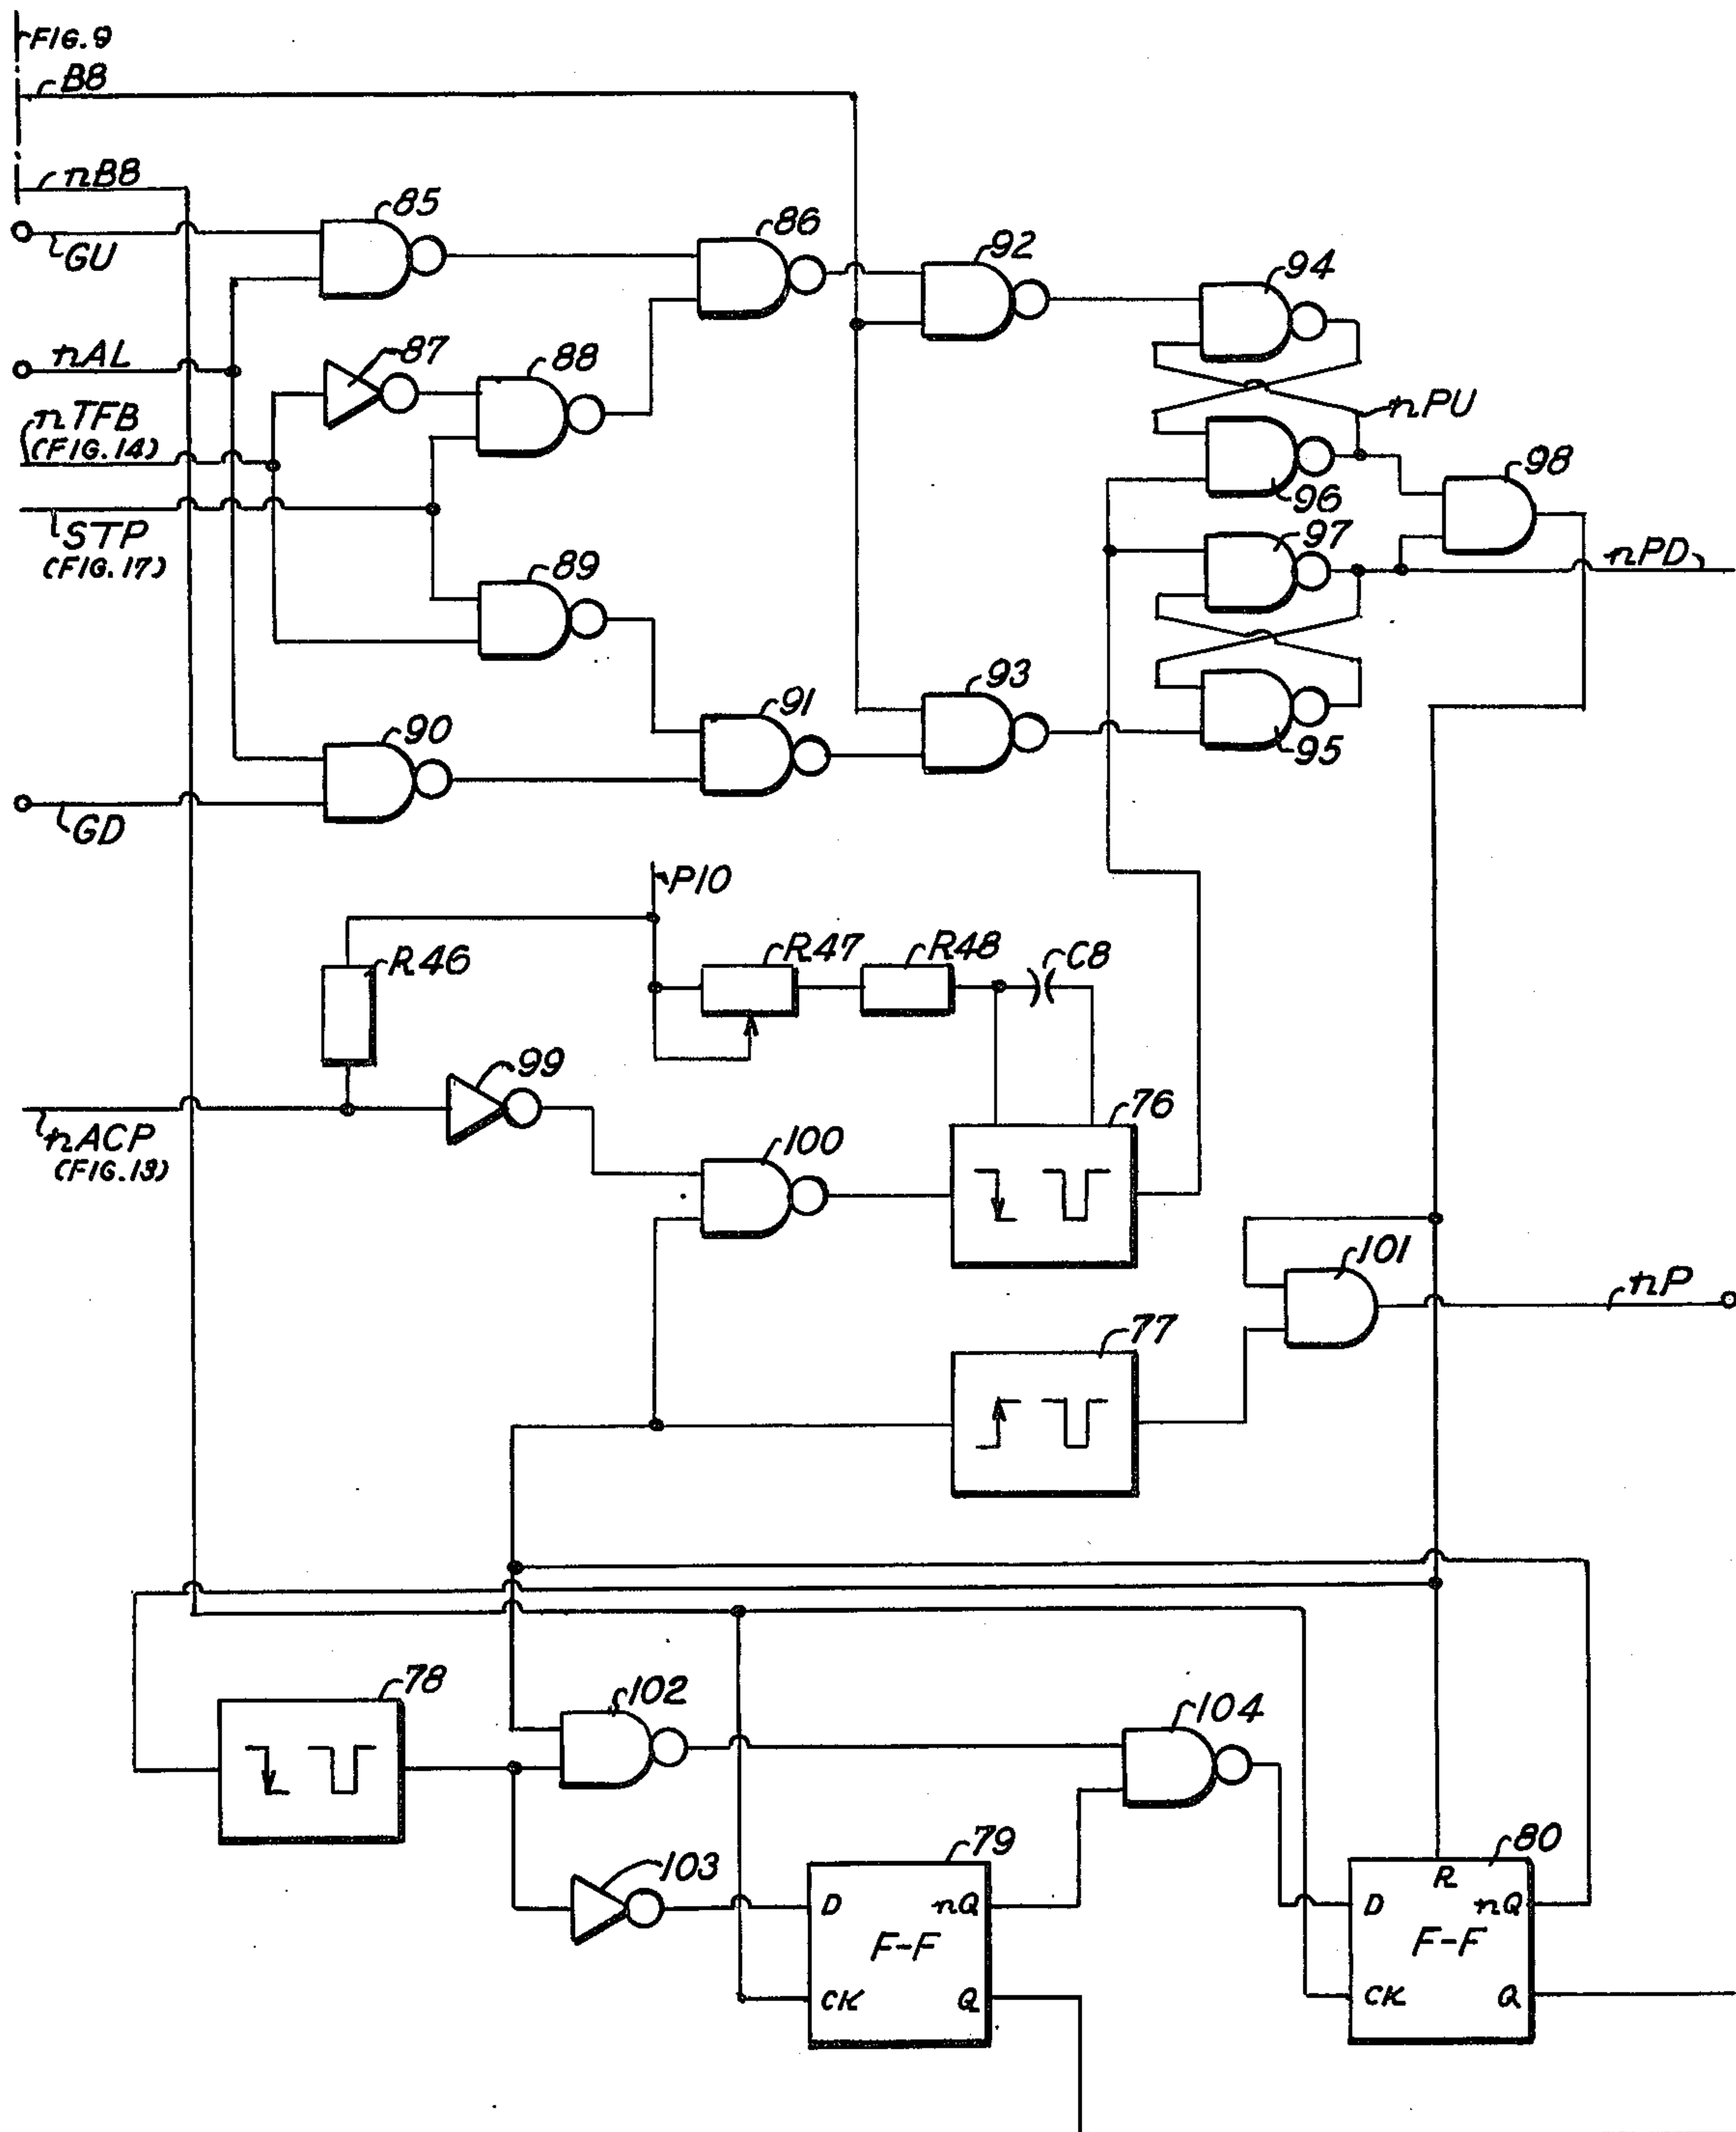 FIG. 9
B8
nB8
85
86
GU
92
94
nAL
87
88
nTFB
(FIG. 14)
nPU
98
96
STP
(FIG. 17)
97
nPD
89
93
91
90
95
GD
P10
R46
R47
R48
C8
99
76
nACP
(FIG. 13)
100
101
nP
77
78
102
104
79
80
103
D
nQ
R
D
nQ
F-F
F-F
CK
Q
CK
Q